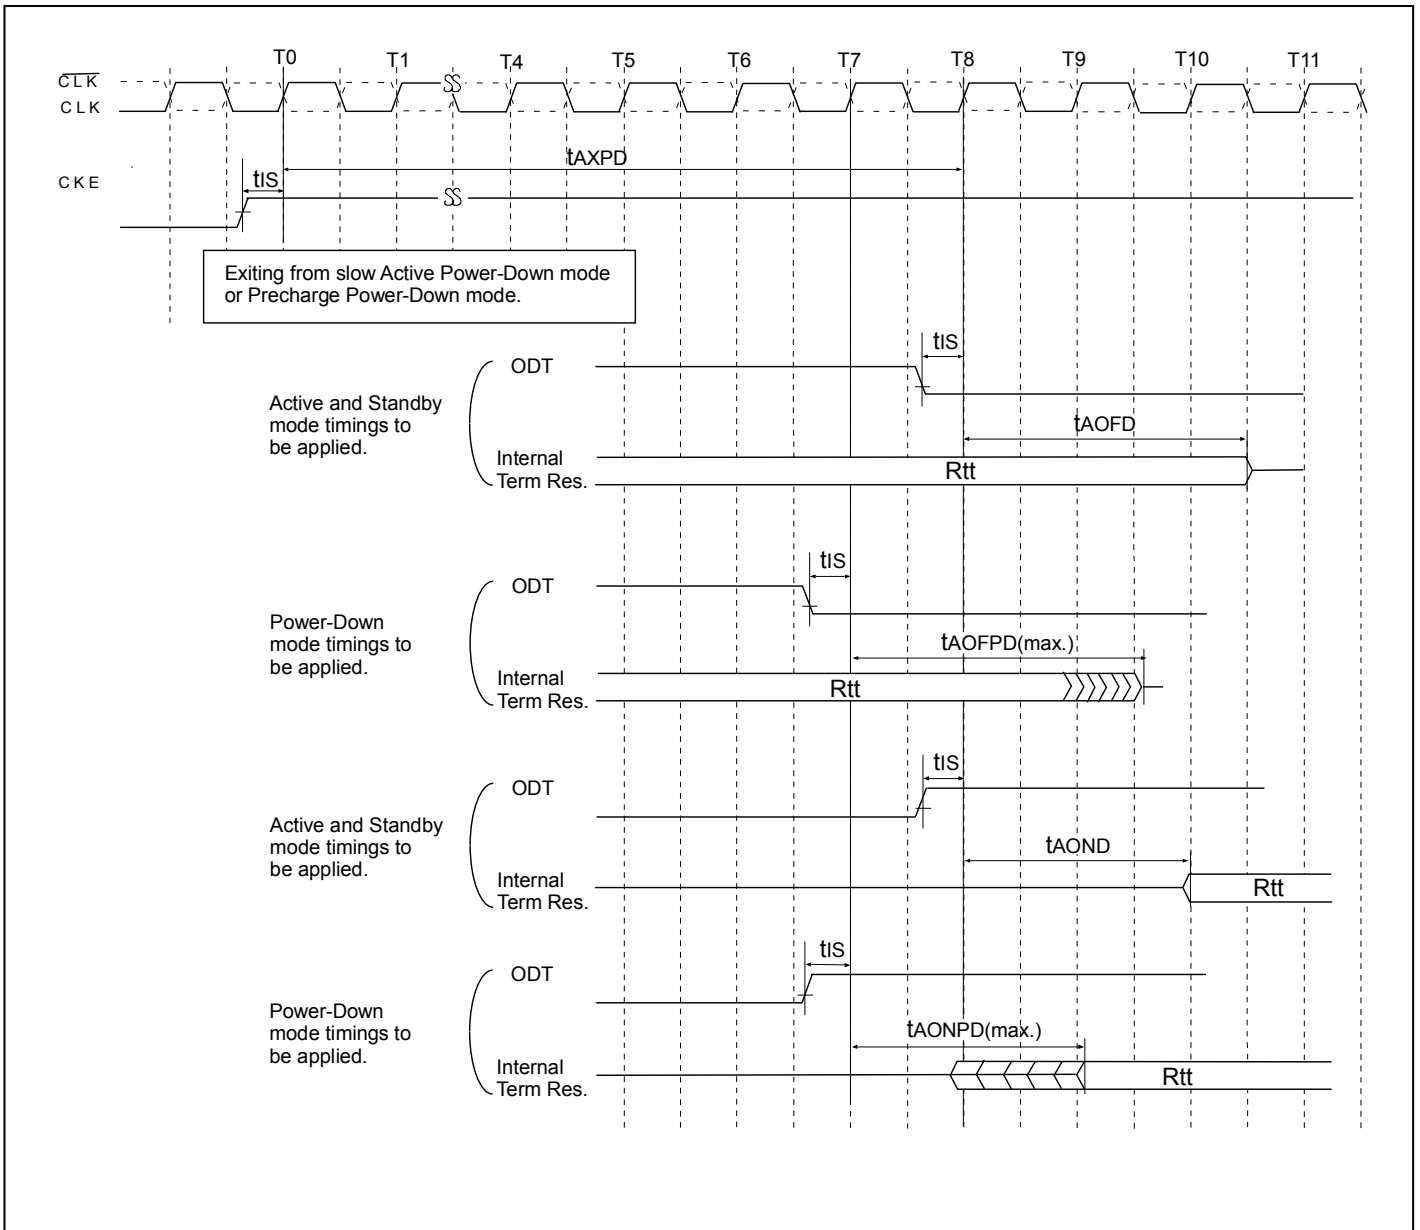 T0 T1 T4 T5 T6 T7 T8 T9 T10 T11
CLK
CLK
tAXPD
CKE
tIS
Exiting from slow Active Power-Down mode
or Precharge Power-Down mode.
tIS
ODT
Active and Standby
mode timings to
be applied.
tAOFD
Internal
Term Res.
Rtt
tIS
ODT
Power-Down
mode timings to
be applied.
tAOFPD(max.)
Internal
Term Res.
Rtt
tIS
ODT
Active and Standby
mode timings to
be applied.
tAOND
Internal
Term Res.
Rtt
tIS
ODT
Power-Down
mode timings to
be applied.
tAONPD(max.)
Internal
Term Res.
Rtt